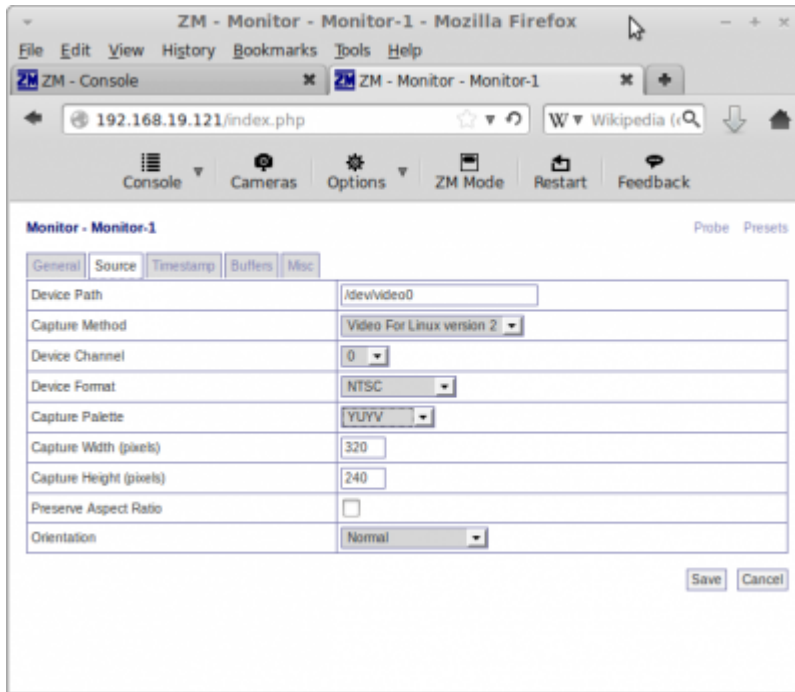 ZM - Monitor - Monitor-1 - Mozilla Firefox
File Edit View History Bookmarks Tools Help
ZM ZM - Console ZM ZM - Monitor - Monitor-1
192.168.19.121/index.php W Wikipedia (
Console Cameras Options ZM Mode Restart Feedback
Monitor - Monitor-1 Probe Presets
General Source Timestamp Buffers Misc
Device Path /dev/video0
Capture Method Video For Linux version 2
Device Channel 0
Device Format NTSC
Capture Palette YUYV
Capture Width (pixels) 320
Capture Height (pixels) 240
Preserve Aspect Ratio
Orientation Normal
Save Cancel